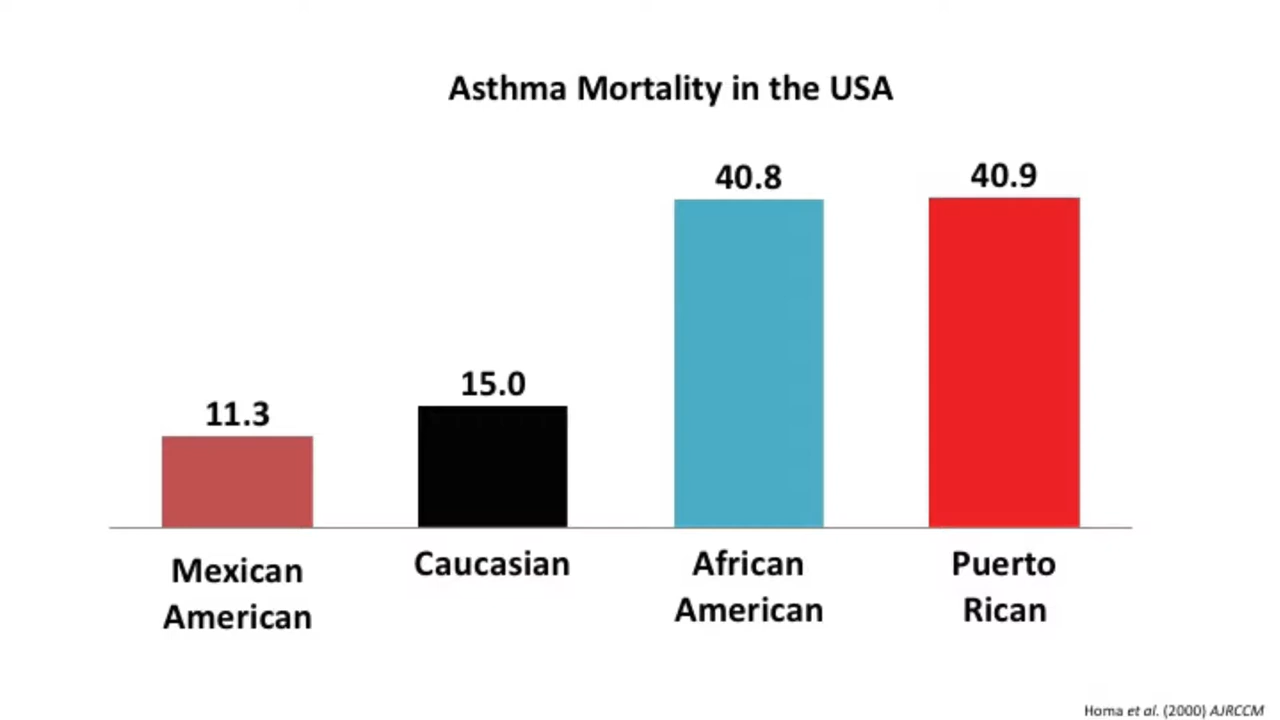 Asthma Mortality in the USA
11.3
15.0
40.8
40.9
Mexican
American
Caucasian
African
American
Puerto
Rican
Homa et al. (2000) AJRCCM